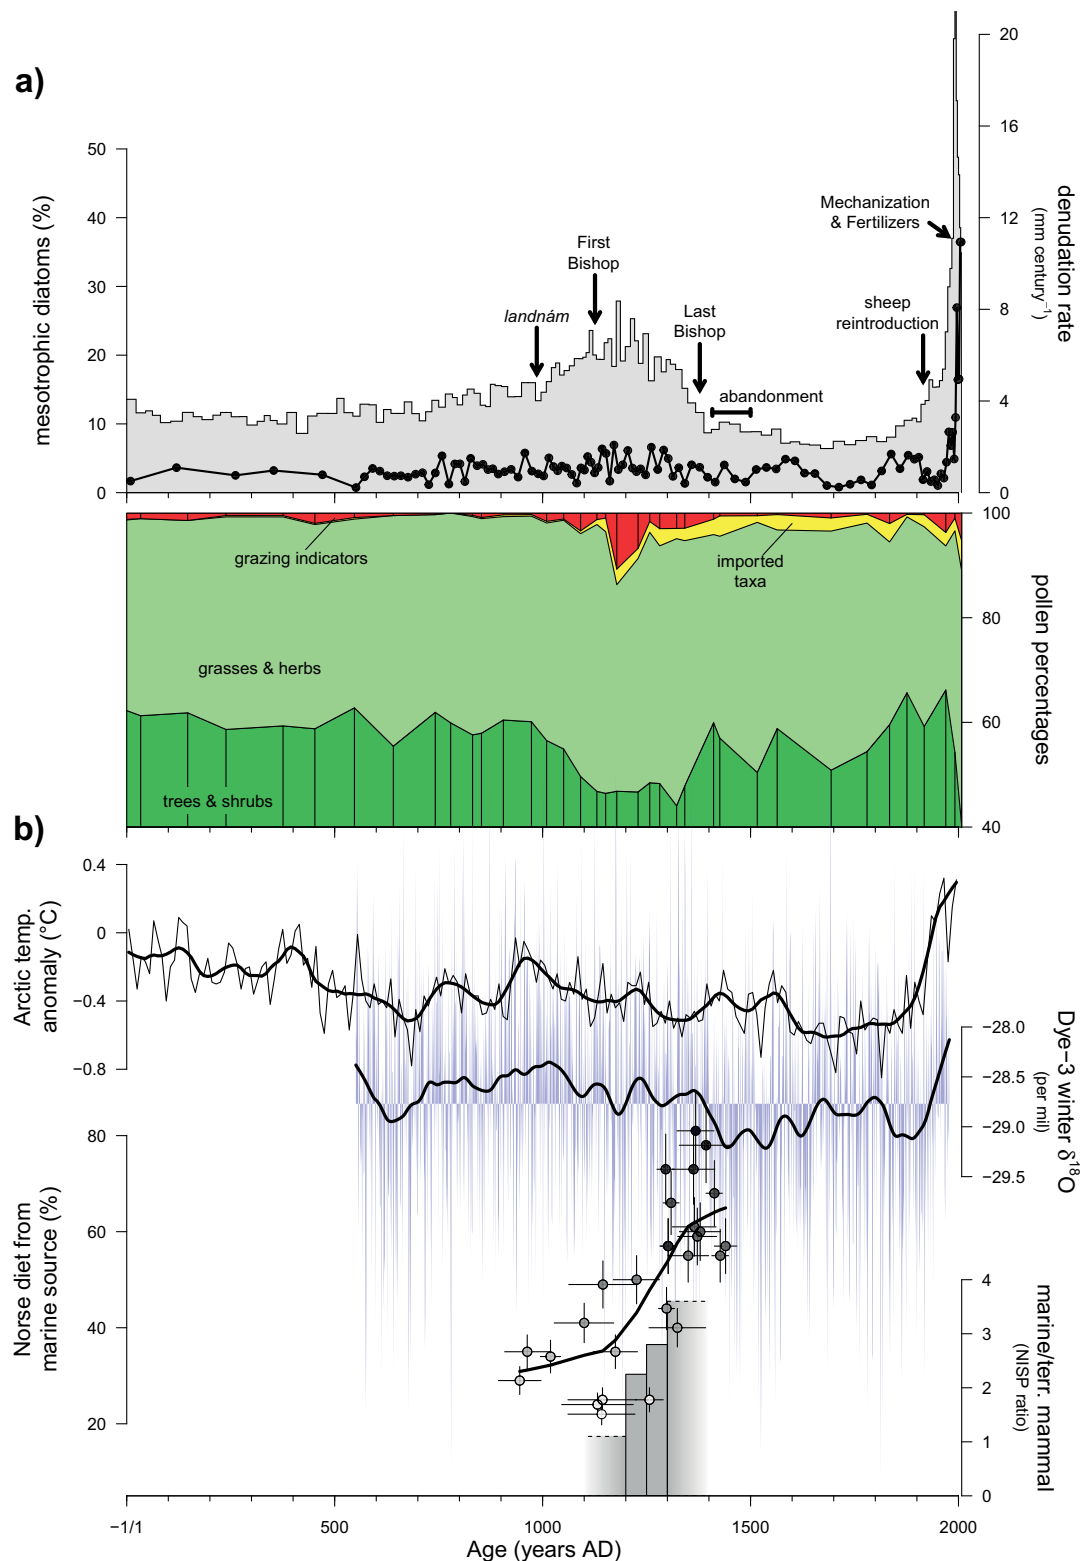 a)
mesotrophic diatoms (%)
50
40
30
20
10
0
20
16
12
8
4
0
denudation rate
(mm century⁻¹)
landnám
First
Bishop
Last
Bishop
abandonment
sheep
reintroduction
Mechanization
& Fertilizers
grazing indicators
imported
taxa
grasses & herbs
trees & shrubs
100
80
60
40
pollen percentages
b)
Arctic temp.
anomaly (°C)
0.4
0
−0.4
−0.8
−28.0
−28.5
−29.0
−29.5
Dye−3 winter δ¹⁸O
(per mil)
Norse diet from
marine source (%)
80
60
40
20
4
3
2
1
0
marine/terr. mammal
(NISP ratio)
−1/1
500
1000
1500
2000
Age (years AD)